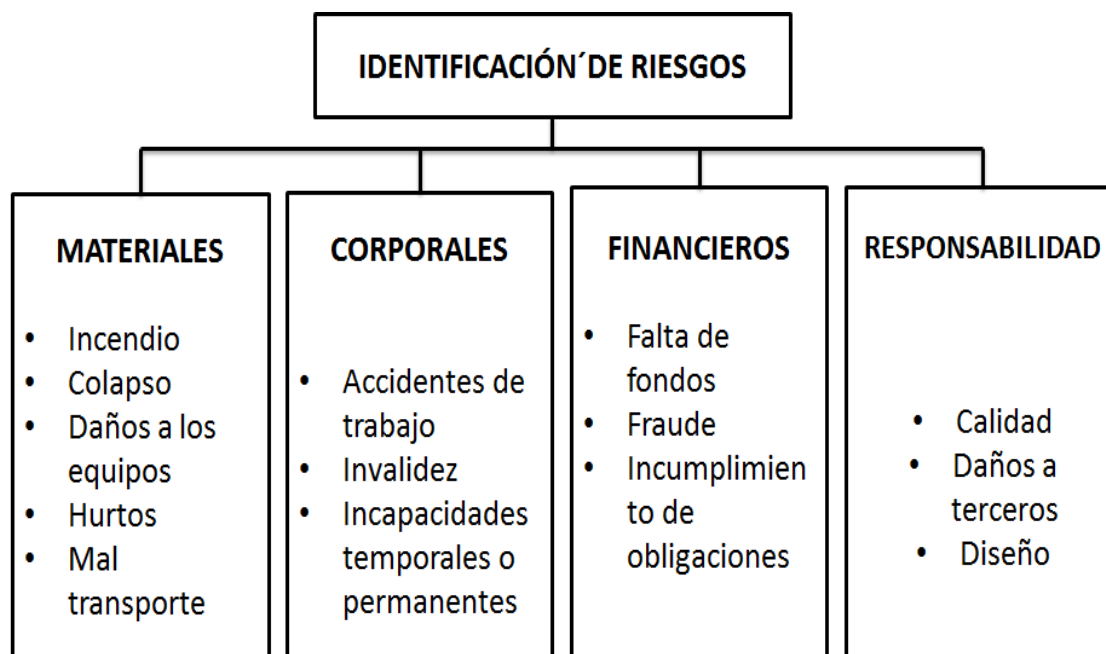 IDENTIFICACIÓN´DE RIESGOS
MATERIALES
• Incendio
• Colapso
• Daños a los
equipos
• Hurtos
• Mal
transporte
CORPORALES
• Accidentes de
trabajo
• Invalidez
• Incapacidades
temporales o
permanentes
FINANCIEROS
• Falta de
fondos
• Fraude
• Incumplimien
to de
obligaciones
RESPONSABILIDAD
• Calidad
• Daños a
terceros
• Diseño